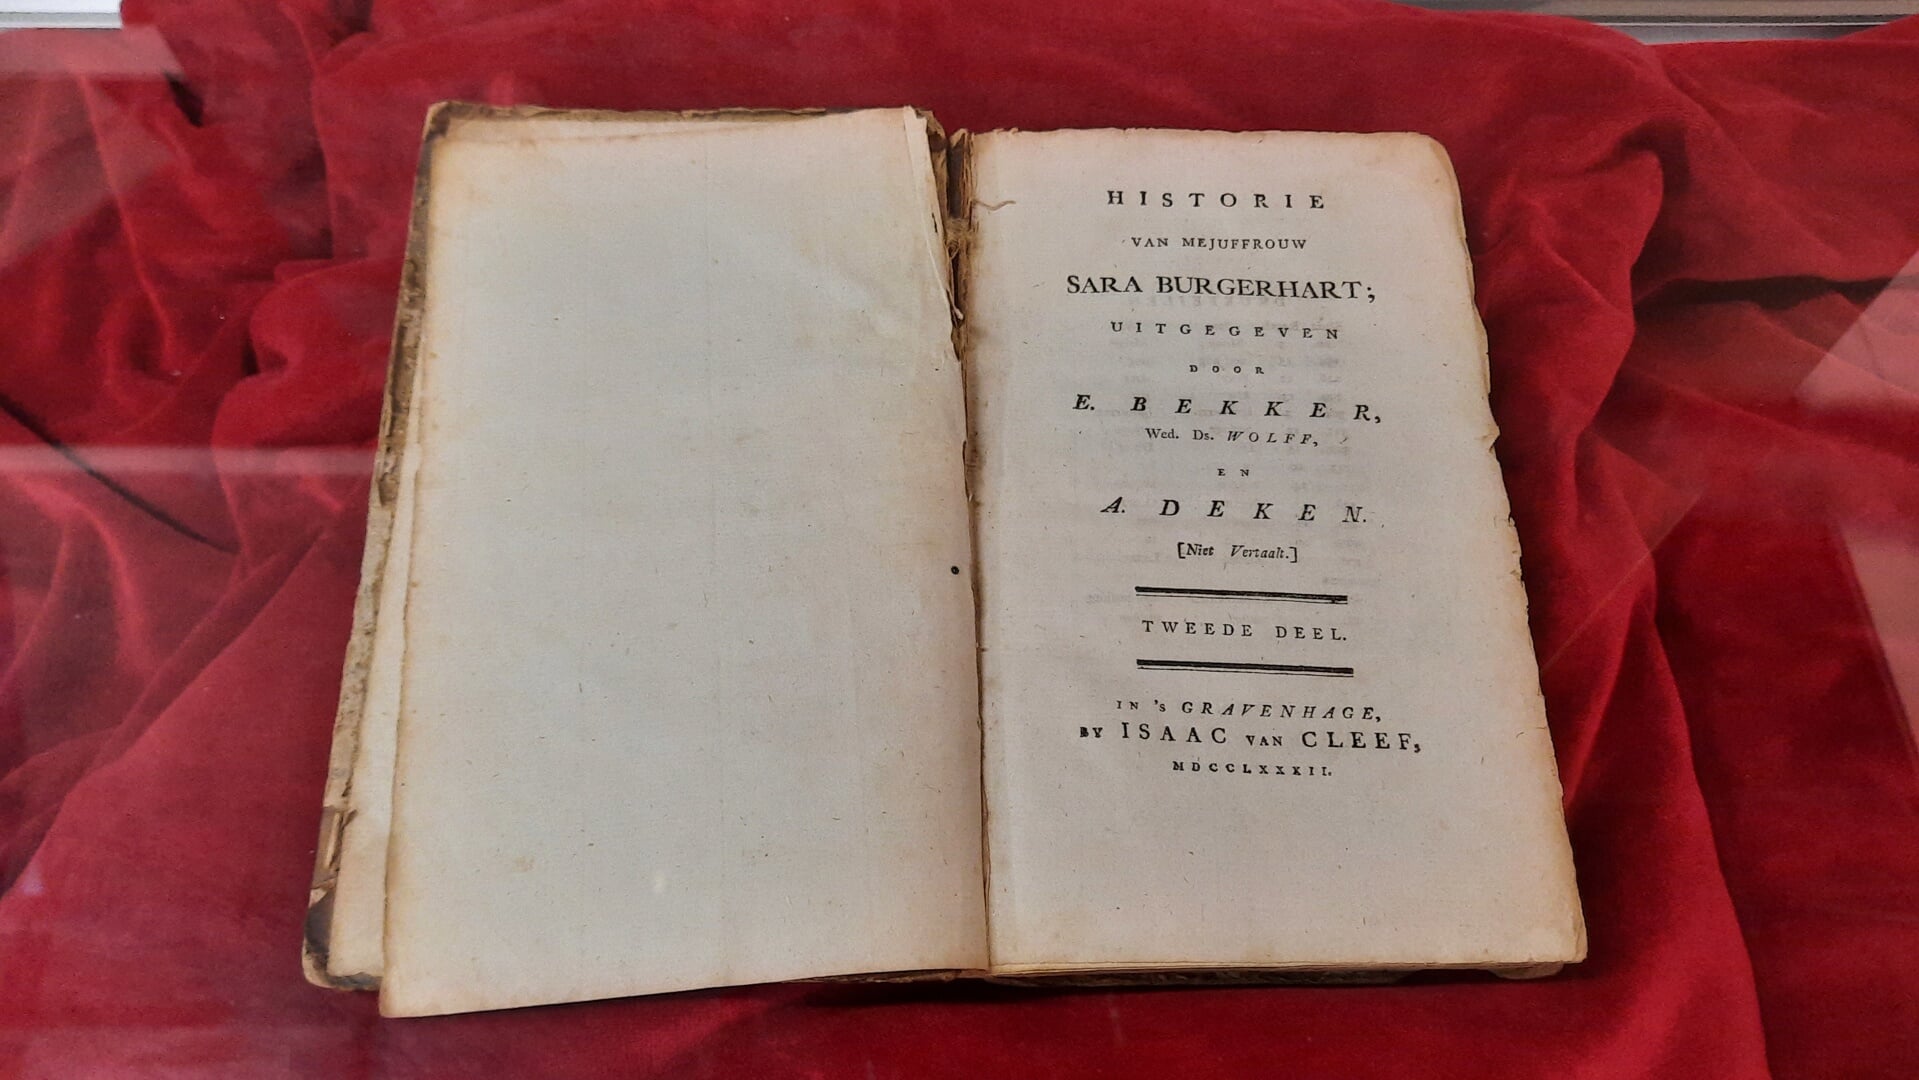 HISTORIE
VAN MEJUFFROUW
SARA BURGERHART;
UITGEGEVEN
DOOR
E. BEKKER,
Wed. Ds. WOLFF,
EN
A. DEKEN.
[Niet Vertaalt.]
TWEEDE DEEL.
IN 's GRAVENHAGE,
BY ISAAC VAN CLEEF,
MDCCLXXXII.